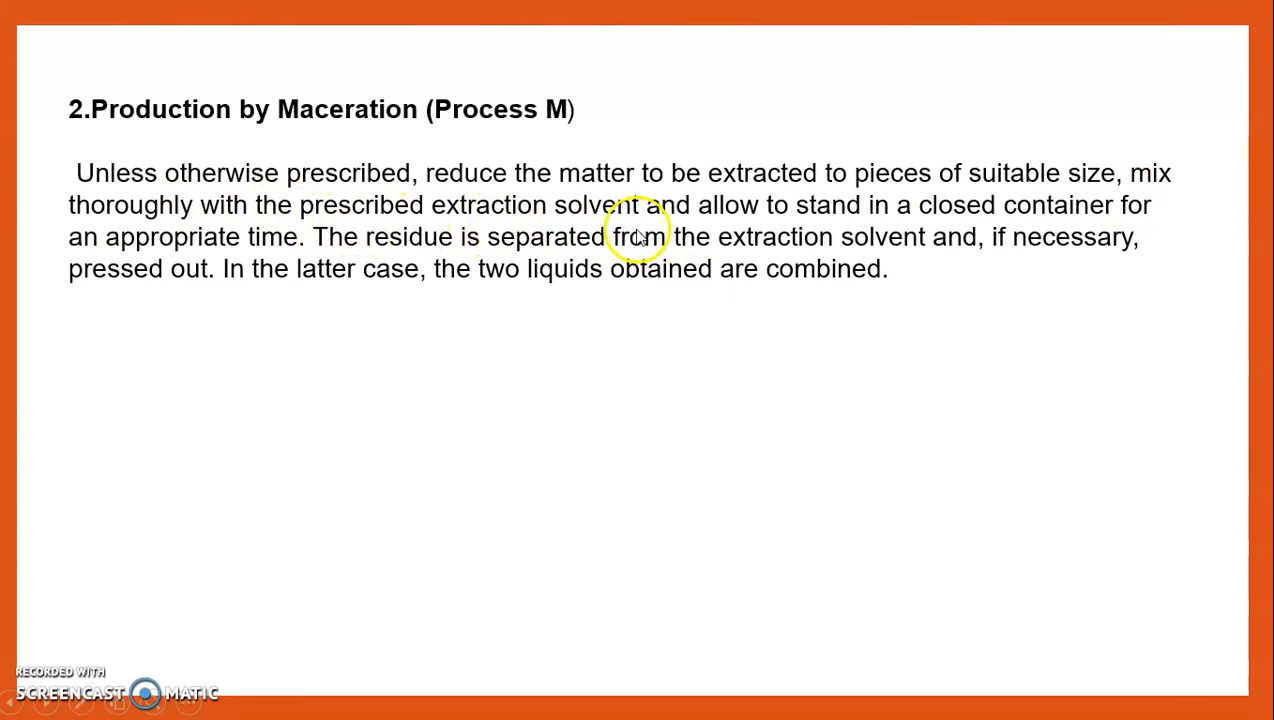 2.Production by Maceration (Process M)
Unless otherwise prescribed, reduce the matter to be extracted to pieces of suitable size, mix
thoroughly with the prescribed extraction solvent and allow to stand in a closed container for
an appropriate time. The residue is separated from the extraction solvent and, if necessary,
pressed out. In the latter case, the two liquids obtained are combined.
RECORDED WITH
SCREENCAST MATIC